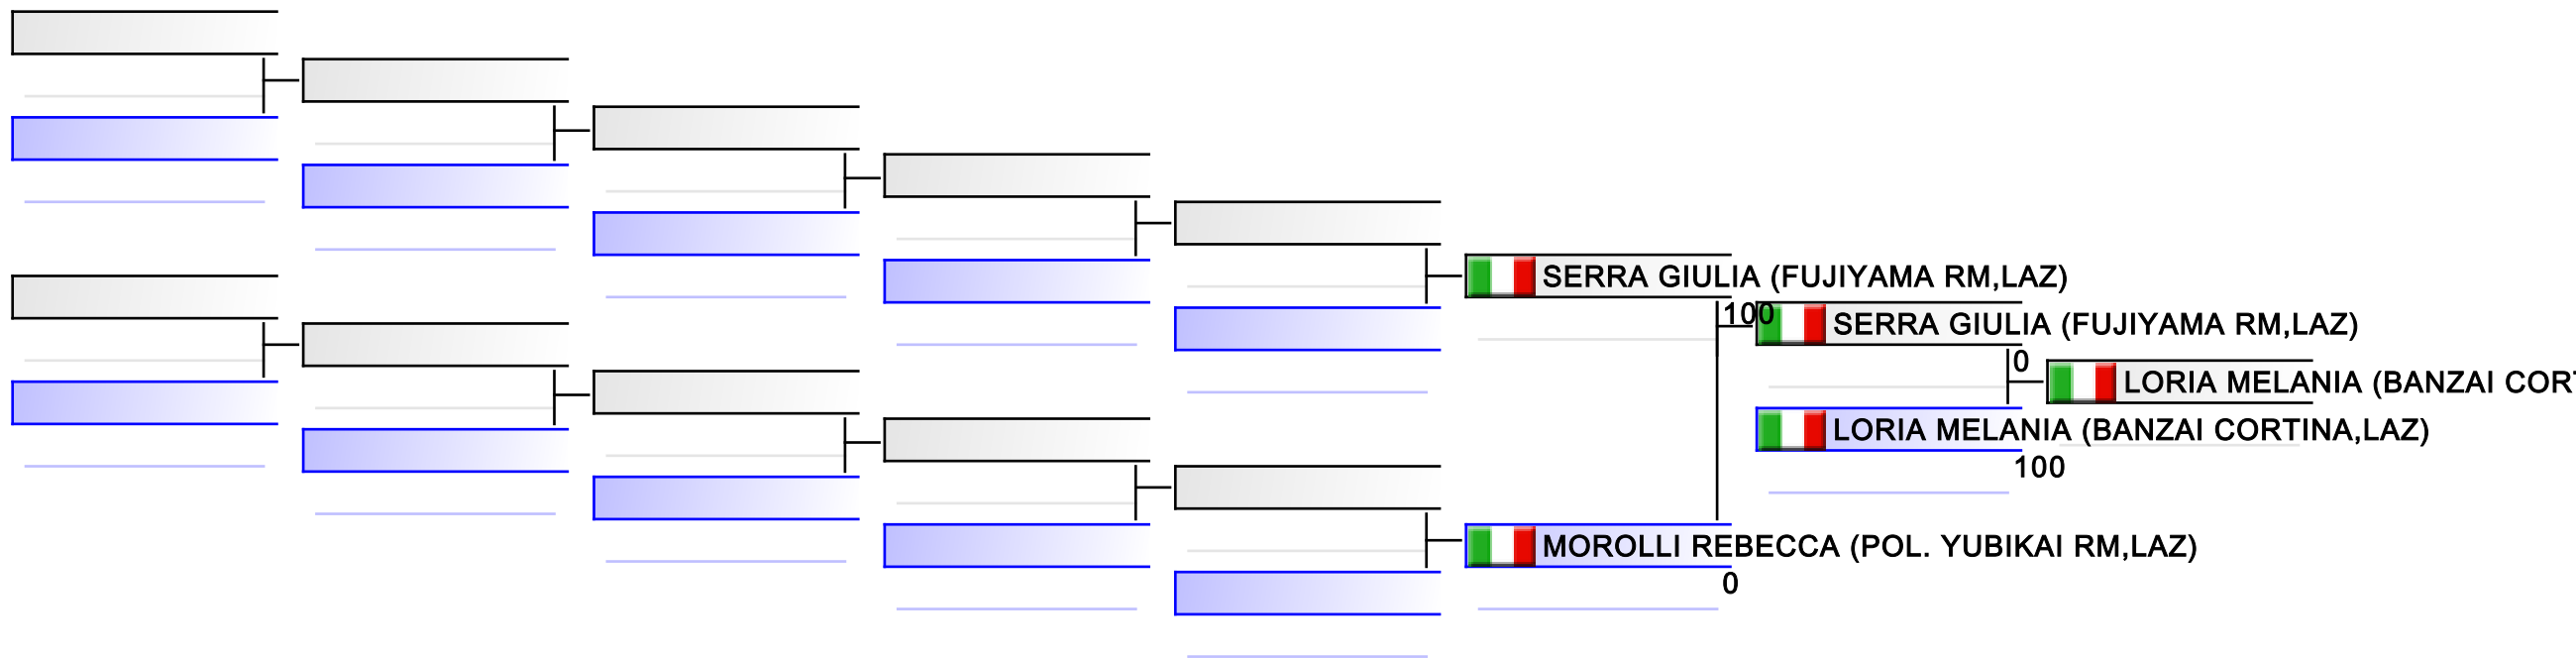 SERRA GIULIA (FUJIYAMA RM,LAZ)
100
SERRA GIULIA (FUJIYAMA RM,LAZ)
0
LORIA MELANIA (BANZAI COR
LORIA MELANIA (BANZAI CORTINA,LAZ)
100
MOROLLI REBECCA (POL. YUBIKAI RM,LAZ)
0